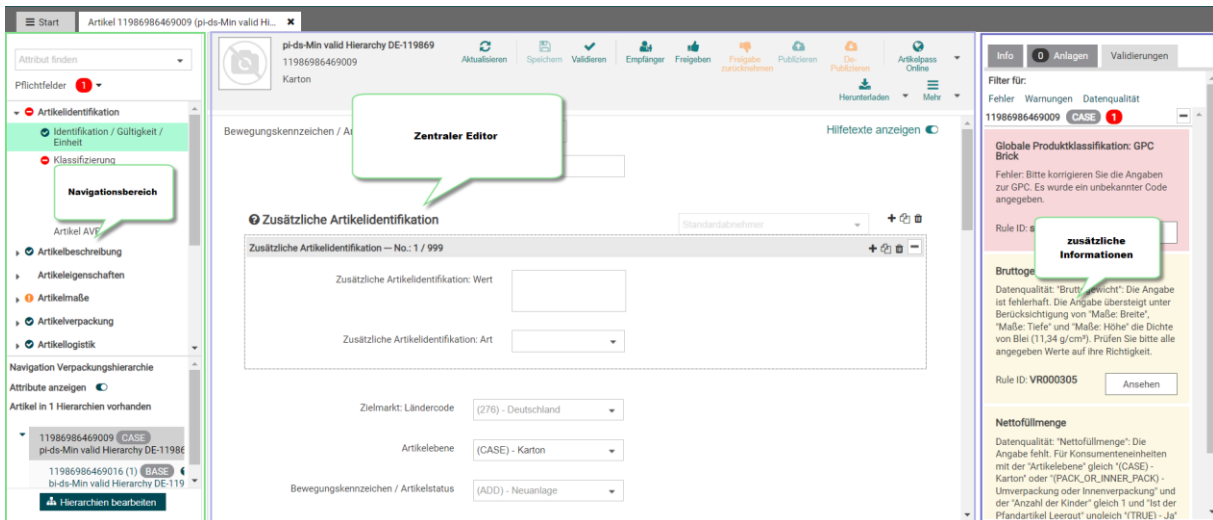 Start
Artikel 11986986469009 (pi-ds-Min valid Hi...
Attribut finden
Pflichtfelder 1
Artikelidentifikation
Identifikation / Gültigkeit /
Einheit
Klassifizierung
Navigationsbereich
Artikel AVP
Artikelbeschreibung
Artikeleigenschaften
Artikelmaße
Artikelverpackung
Artikellogistik
Navigation Verpackungshierarchie
Attribute anzeigen
Artikel in 1 Hierarchien vorhanden
11986986469009 CASE
pi-ds-Min valid Hierarchy DE-11986
11986986469016 (1) BASE
bi-ds-Min valid Hierarchy DE-119
Hierarchien bearbeiten
pi-ds-Min valid Hierarchy DE-119869
11986986469009
Karton
Aktualisieren
Speichern
Validieren
Empfänger
Freigeben
Freigabe
zurücknehmen
Publizieren
De-
Publizieren
Artikelpass
Online
Herunterladen
Mehr
Bewegungskennzeichen /
Zentraler Editor
Hilfetexte anzeigen
Zusätzliche Artikelidentifikation
Standardabnehmer
Zusätzliche Artikelidentifikation — No.: 1 / 999
Zusätzliche Artikelidentifikation: Wert
Zusätzliche Artikelidentifikation: Art
Zielmarkt: Ländercode
(276) - Deutschland
Artikelebene
(CASE) - Karton
Bewegungskennzeichen / Artikelstatus
(ADD) - Neuanlage
Info
0 Anlagen
Validierungen
Filter für:
Fehler Warnungen Datenqualität
11986986469009 CASE 1
Globale Produktklassifikation: GPC
Brick
Fehler: Bitte korrigieren Sie die Angaben
zur GPC. Es wurde ein unbekannter Code
angegeben.
Rule ID:
zusätzliche
Informationen
Datenqualität: "Bruttogewicht": Die Angabe
ist fehlerhaft. Die Angabe übersteigt unter
Berücksichtigung von "Maße: Breite",
"Maße: Tiefe" und "Maße: Höhe" die Dichte
von Blei (11,34 g/cm³). Prüfen Sie bitte alle
angegeben Werte auf ihre Richtigkeit.
Rule ID: VR000305
Ansehen
Nettofüllmenge
Datenqualität: "Nettofüllmenge": Die
Angabe fehlt. Für Konsumenteneinheiten
mit der "Artikelebene" gleich "(CASE) -
Karton" oder "(PACK_OR_INNER_PACK) -
Umverpackung oder Innenverpackung" und
der "Anzahl der Kinder" gleich 1 und "Ist der
Pfandartikel Leergut" ungleich "(TRUE) - Ja"